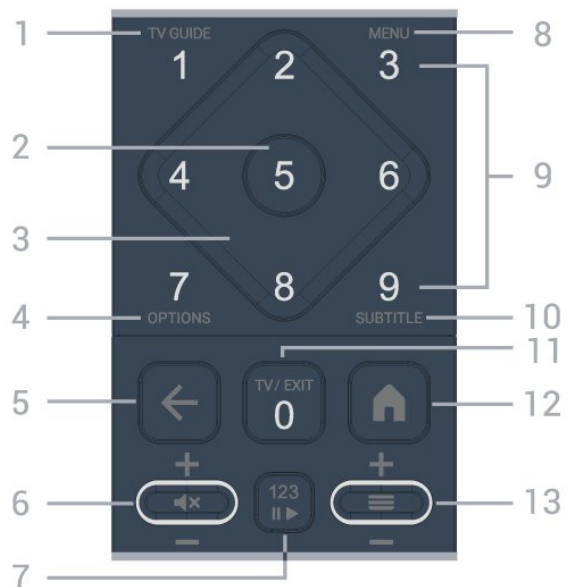 1 TV GUIDE MENU 8
1 2 3
2 4 5 6 9
3
7 8 9
4 OPTIONS SUBTITLE 10
11
5 TV / EXIT 12
0
+ +
6 123 13
− −
7